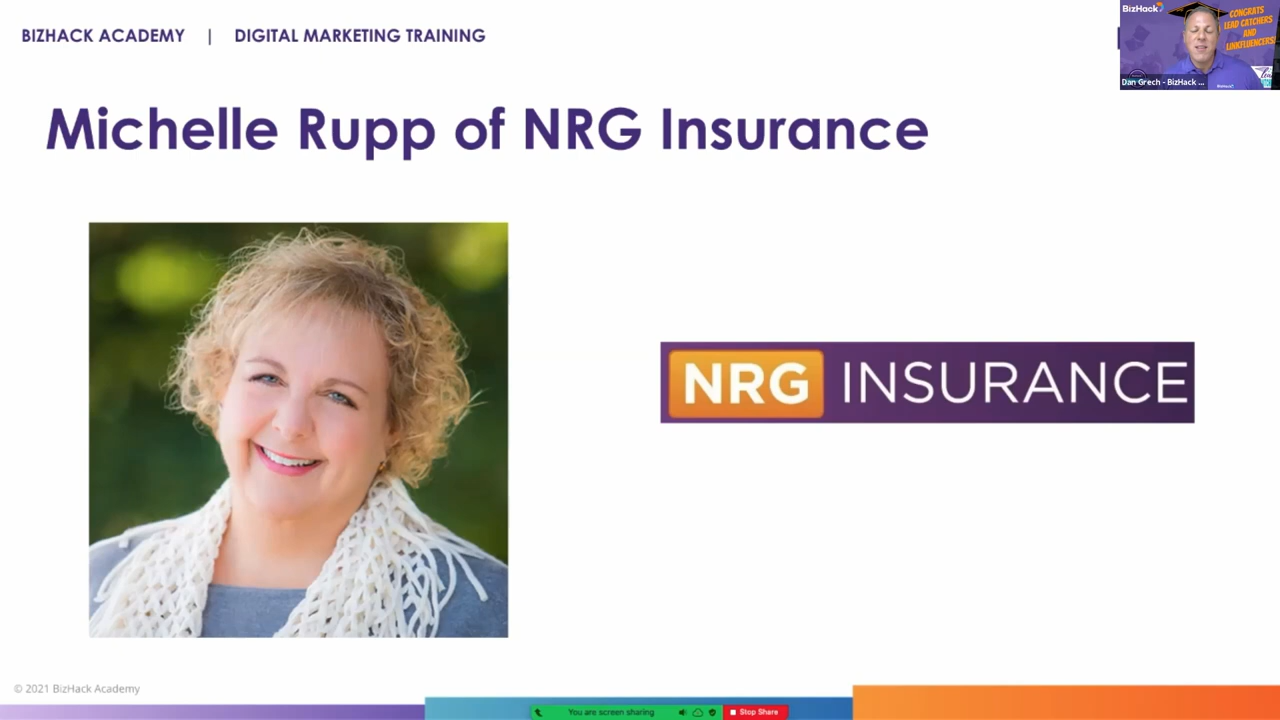 BIZHACK ACADEMY | DIGITAL MARKETING TRAINING
BizHack
CONGRATS
LEAD CATCHERS
AND
LINKFLUENCERS!
Dan Grech - BizHack ...
Michelle Rupp of NRG Insurance
NRG INSURANCE
© 2021 BizHack Academy
You are screen sharing
Stop Share